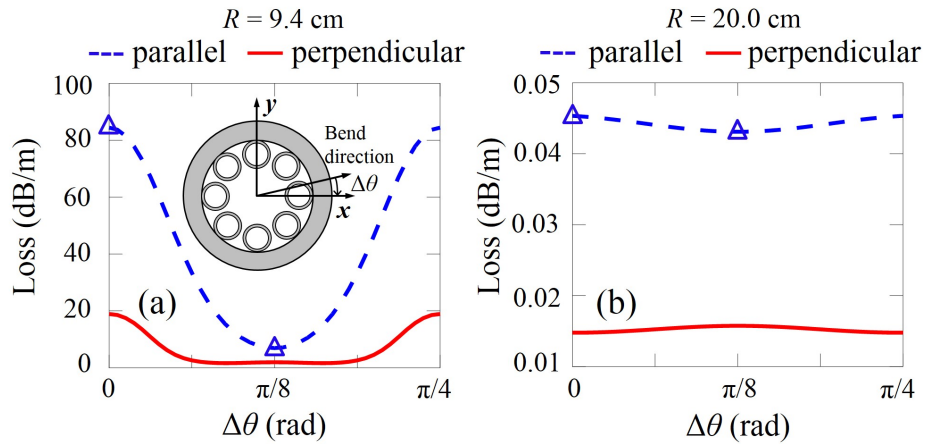 R = 9.4 cm
parallel perpendicular
100
80
60
40
20
0
Loss (dB/m)
y
Bend
direction
Δθ
x
(a)
0 π/8 π/4
Δθ (rad)
R = 20.0 cm
parallel perpendicular
0.05
0.04
0.03
0.02
0.01
Loss (dB/m)
(b)
0 π/8 π/4
Δθ (rad)